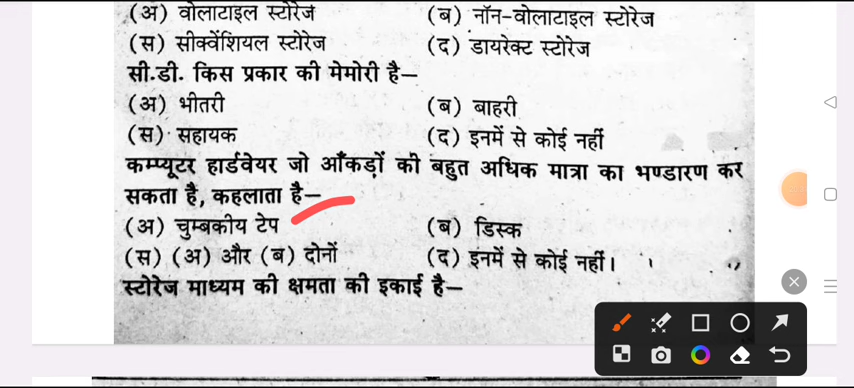 (अ) वोलाटाइल स्टोरेज (ब) नॉन-वोलाटाइल स्टोरेज
(स) सीक्वेंशियल स्टोरेज (द) डायरेक्ट स्टोरेज
सी.डी. किस प्रकार की मेमोरी है–
(अ) भीतरी (ब) बाहरी
(स) सहायक (द) इनमें से कोई नहीं
कम्प्यूटर हार्डवेयर जो आँकड़ों को बहुत अधिक मात्रा का भण्डारण कर
सकता है, कहलाता है–
(अ) चुम्बकीय टेप (ब) डिस्क
(स) (अ) और (ब) दोनों (द) इनमें से कोई नहीं।
स्टोरेज माध्यम की क्षमता की इकाई है–